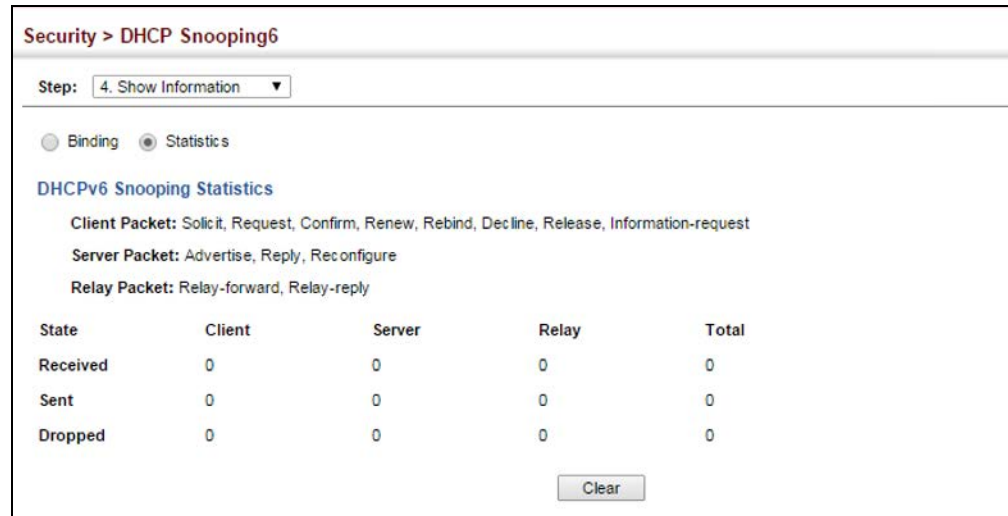 Security > DHCP Snooping6
Step: 4. Show Information ▼
Binding Statistics
DHCPv6 Snooping Statistics
Client Packet: Solicit, Request, Confirm, Renew, Rebind, Decline, Release, Information-request
Server Packet: Advertise, Reply, Reconfigure
Relay Packet: Relay-forward, Relay-reply
State Client Server Relay Total
Received 0 0 0 0
Sent 0 0 0 0
Dropped 0 0 0 0
Clear